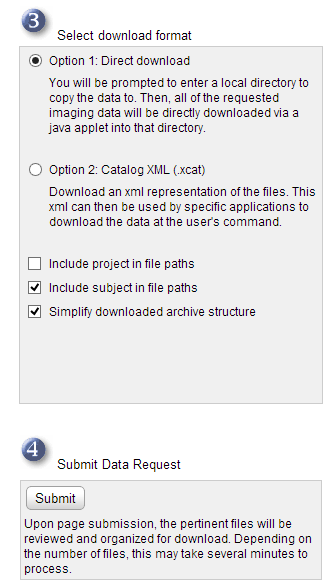 3
Select download format
Option 1: Direct download
You will be prompted to enter a local directory to
copy the data to. Then, all of the requested
imaging data will be directly downloaded via a
java applet into that directory.
Option 2: Catalog XML (.xcat)
Download an xml representation of the files. This
xml can then be used by specific applications to
download the data at the user's command.
Include project in file paths
Include subject in file paths
Simplify downloaded archive structure
4
Submit Data Request
Submit
Upon page submission, the pertinent files will be
reviewed and organized for download. Depending on
the number of files, this may take several minutes to
process.